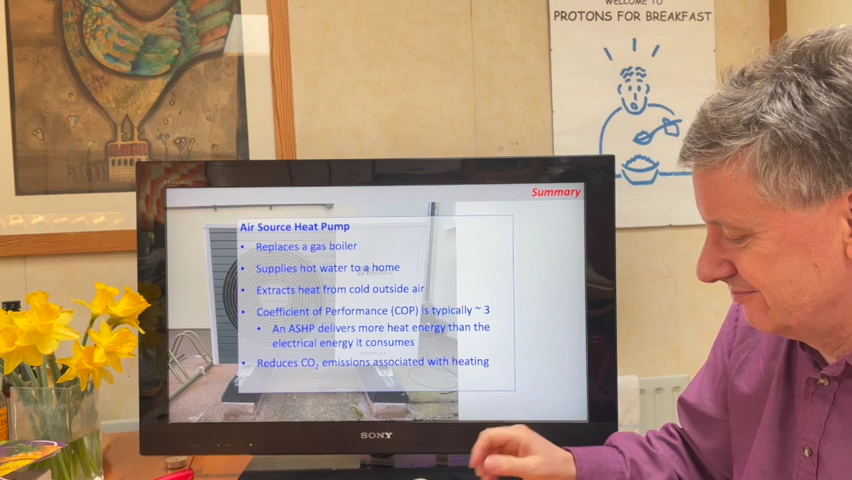 WELCOME TO
PROTONS FOR BREAKFAST
Summary
Air Source Heat Pump
• Replaces a gas boiler
• Supplies hot water to a home
• Extracts heat from cold outside air
• Coefficient of Performance (COP) is typically ~ 3
• An ASHP delivers more heat energy than the
electrical energy it consumes
• Reduces CO₂ emissions associated with heating
SONY